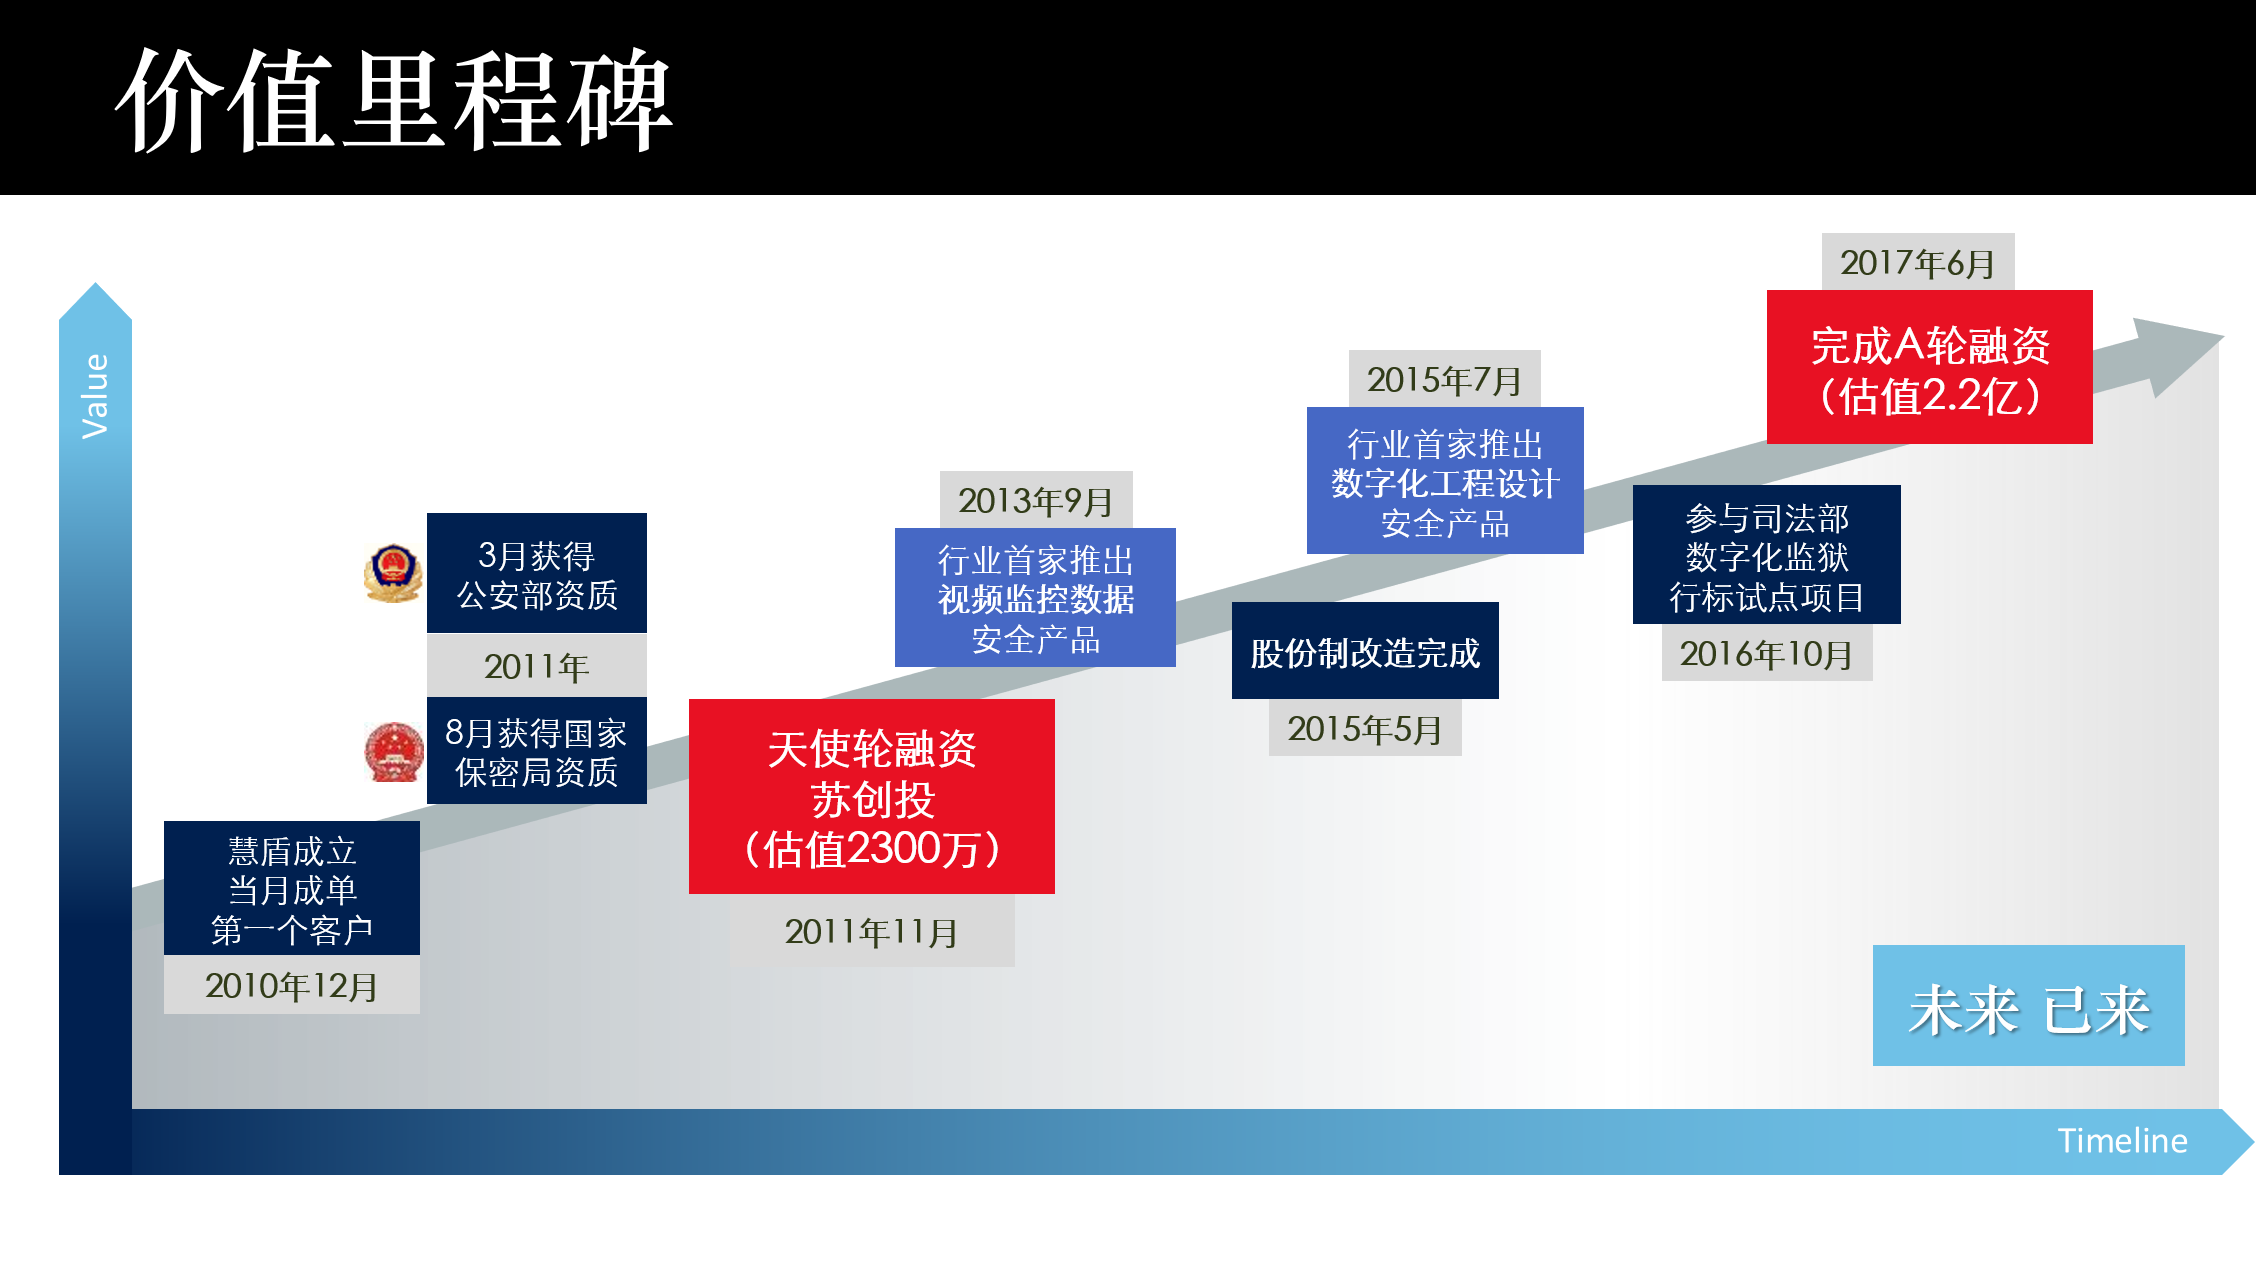 价值里程碑
Value
慧盾成立
当月成单
第一个客户
2010年12月
3月获得
公安部资质
2011年
8月获得国家
保密局资质
天使轮融资
苏创投
（估值2300万）
2011年11月
2013年9月
行业首家推出
视频监控数据
安全产品
股份制改造完成
2015年5月
2015年7月
行业首家推出
数字化工程设计
安全产品
参与司法部
数字化监狱
行标试点项目
2016年10月
2017年6月
完成A轮融资
（估值2.2亿）
未来 已来
Timeline